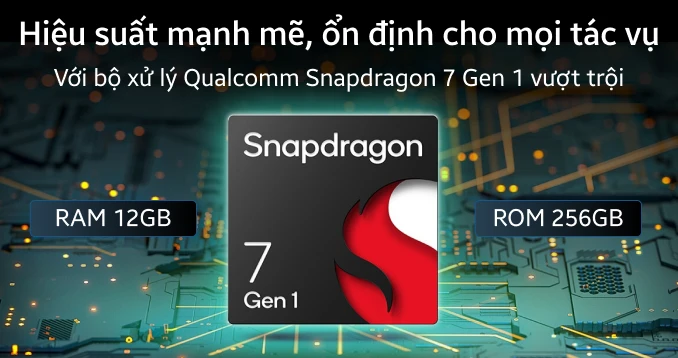 Hiệu suất mạnh mẽ, ổn định cho mọi tác vụ
Với bộ xử lý Qualcomm Snapdragon 7 Gen 1 vượt trội
Snapdragon
RAM 12GB
ROM 256GB
7
Gen 1